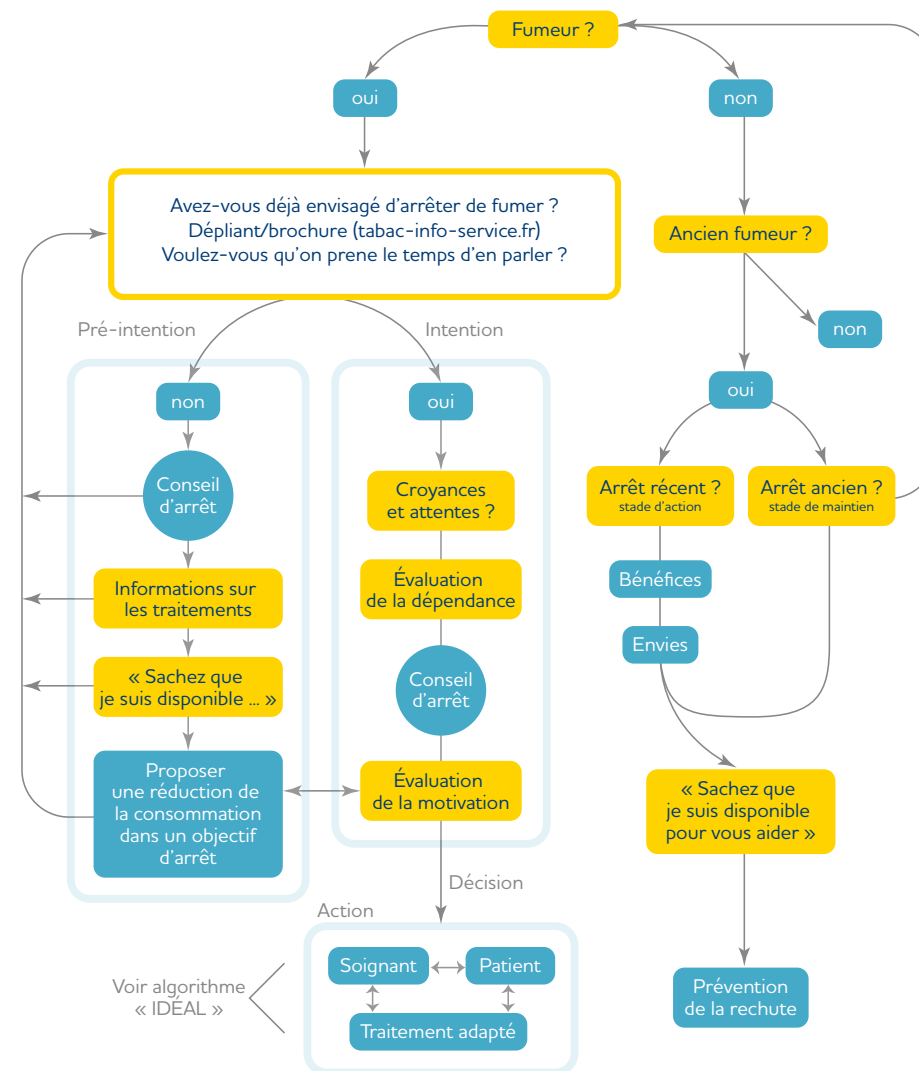 Fumeur ?
oui
non
Avez-vous déjà envisagé d'arrêter de fumer ?
Dépliant/brochure (tabac-info-service.fr)
Voulez-vous qu'on prene le temps d'en parler ?
Ancien fumeur ?
non
oui
Pré-intention
Intention
non
Conseil
d'arrêt
Informations sur
les traitements
« Sachez que
je suis disponible ... »
Proposer
une réduction de
la consommation
dans un objectif
d'arrêt
oui
Croyances
et attentes ?
Évaluation
de la dépendance
Conseil
d'arrêt
Évaluation
de la motivation
Arrêt récent ?
stade d'action
Arrêt ancien ?
stade de maintien
Bénéfices
Envies
« Sachez que
je suis disponible
pour vous aider »
Prévention
de la rechute
Décision
Action
Voir algorithme
« IDÉAL »
Soignant
Patient
Traitement adapté